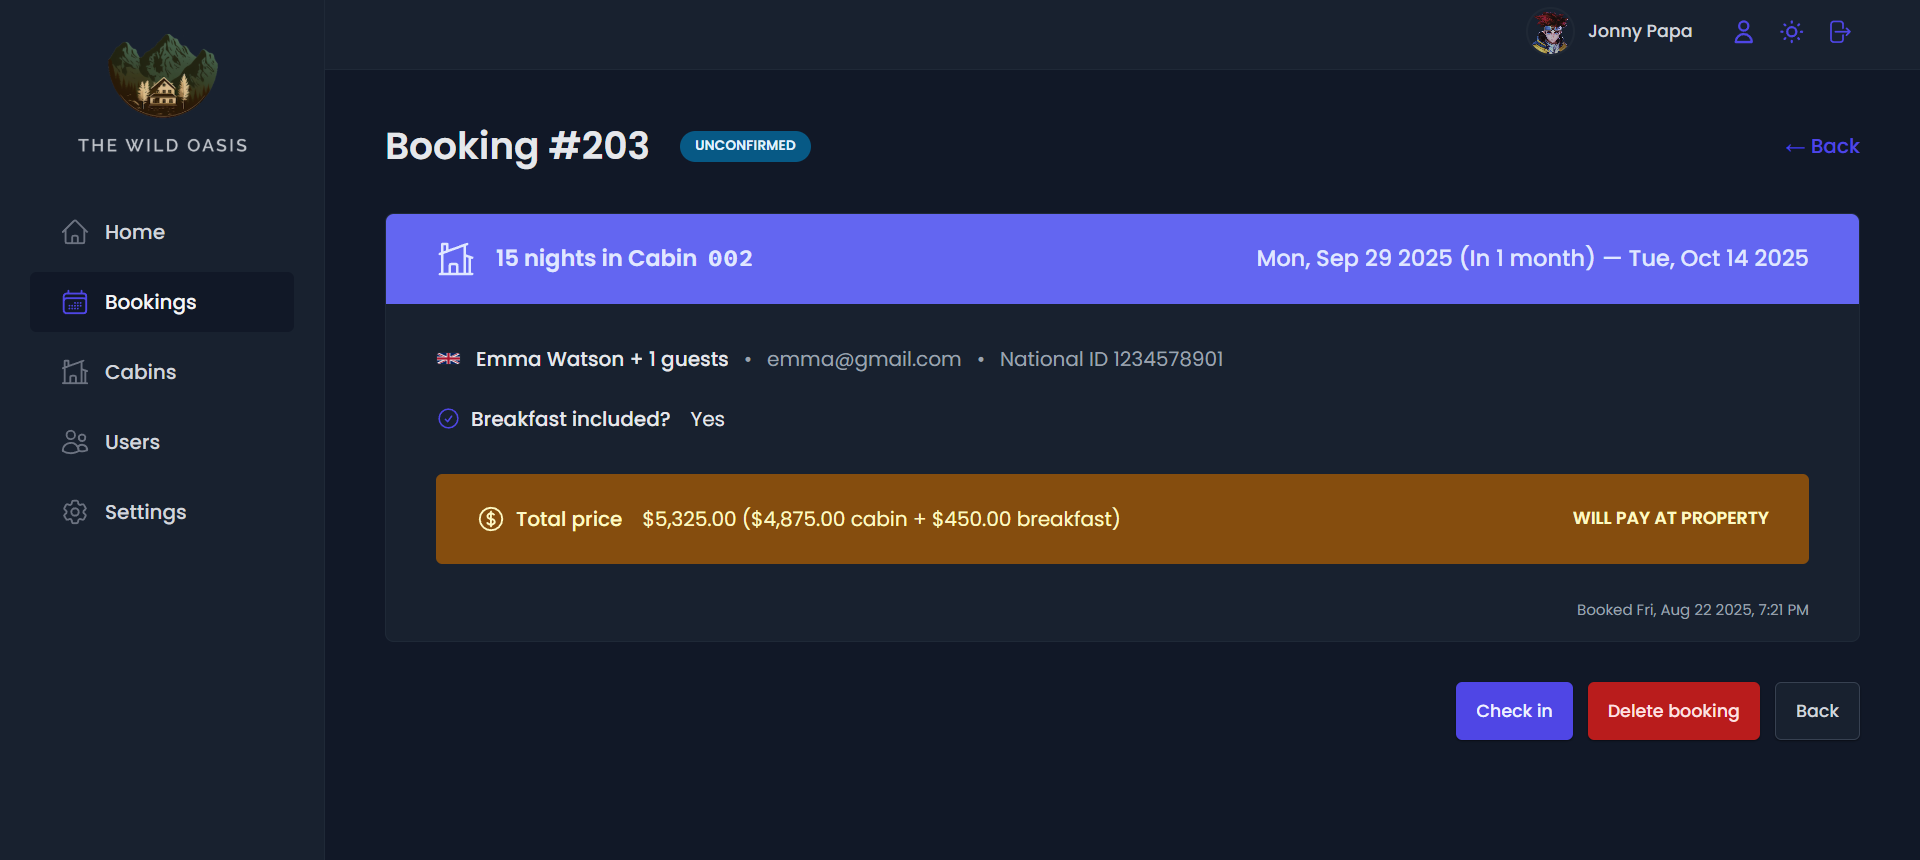 THE WILD OASIS
Home
Bookings
Cabins
Users
Settings
Jonny Papa
Booking #203 UNCONFIRMED
← Back
15 nights in Cabin 002
Mon, Sep 29 2025 (In 1 month) — Tue, Oct 14 2025
Emma Watson + 1 guests • emma@gmail.com • National ID 1234578901
Breakfast included? Yes
Total price $5,325.00 ($4,875.00 cabin + $450.00 breakfast)
WILL PAY AT PROPERTY
Booked Fri, Aug 22 2025, 7:21 PM
Check in
Delete booking
Back